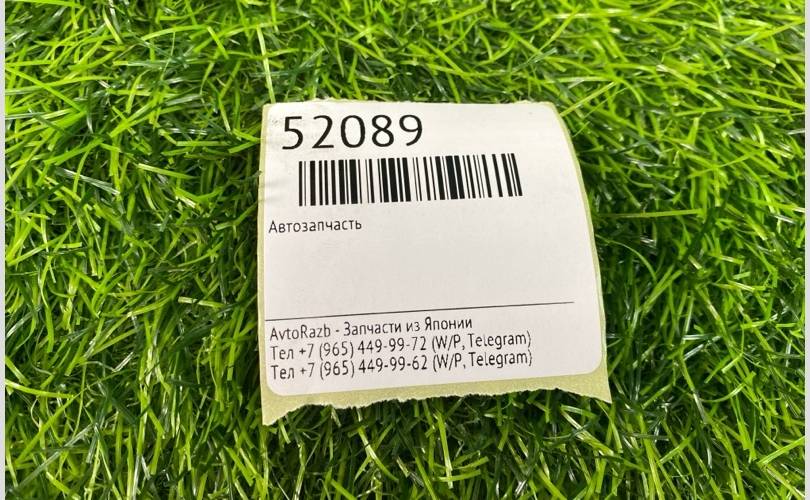 52089
Автозапчасть
AvtoRazb - Запчасти из Японии
Тел +7 (965) 449-99-72 (W/P, Telegram)
Тел +7 (965) 449-99-62 (W/P, Telegram)